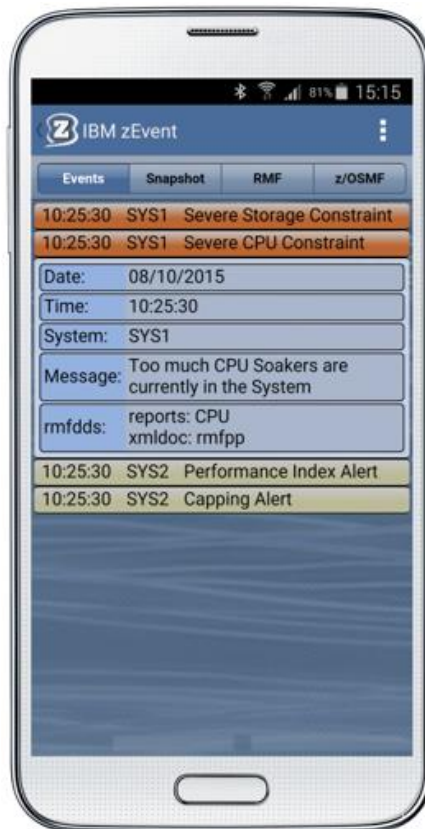 81% 15:15
Z IBM zEvent
Events Snapshot RMF z/OSMF
10:25:30 SYS1 Severe Storage Constraint
10:25:30 SYS1 Severe CPU Constraint
Date: 08/10/2015
Time: 10:25:30
System: SYS1
Message: Too much CPU Soakers are
currently in the System
rmfdds: reports: CPU
xmldoc: rmfpp
10:25:30 SYS2 Performance Index Alert
10:25:30 SYS2 Capping Alert